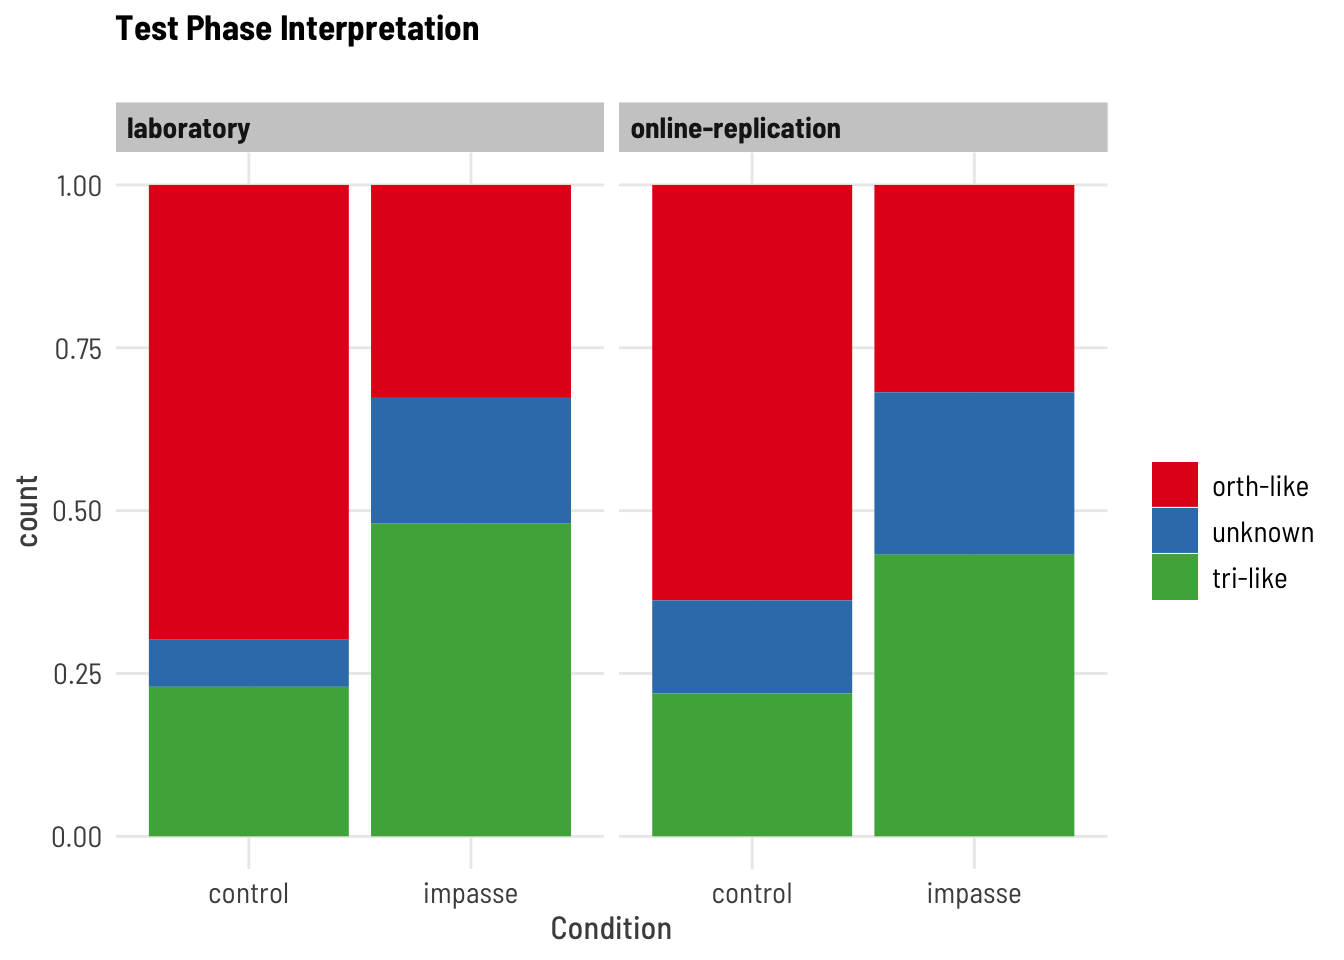 Test Phase Interpretation
laboratory
online-replication
1.00
0.75
0.50
0.25
0.00
count
control
impasse
control
impasse
Condition
orth-like
unknown
tri-like